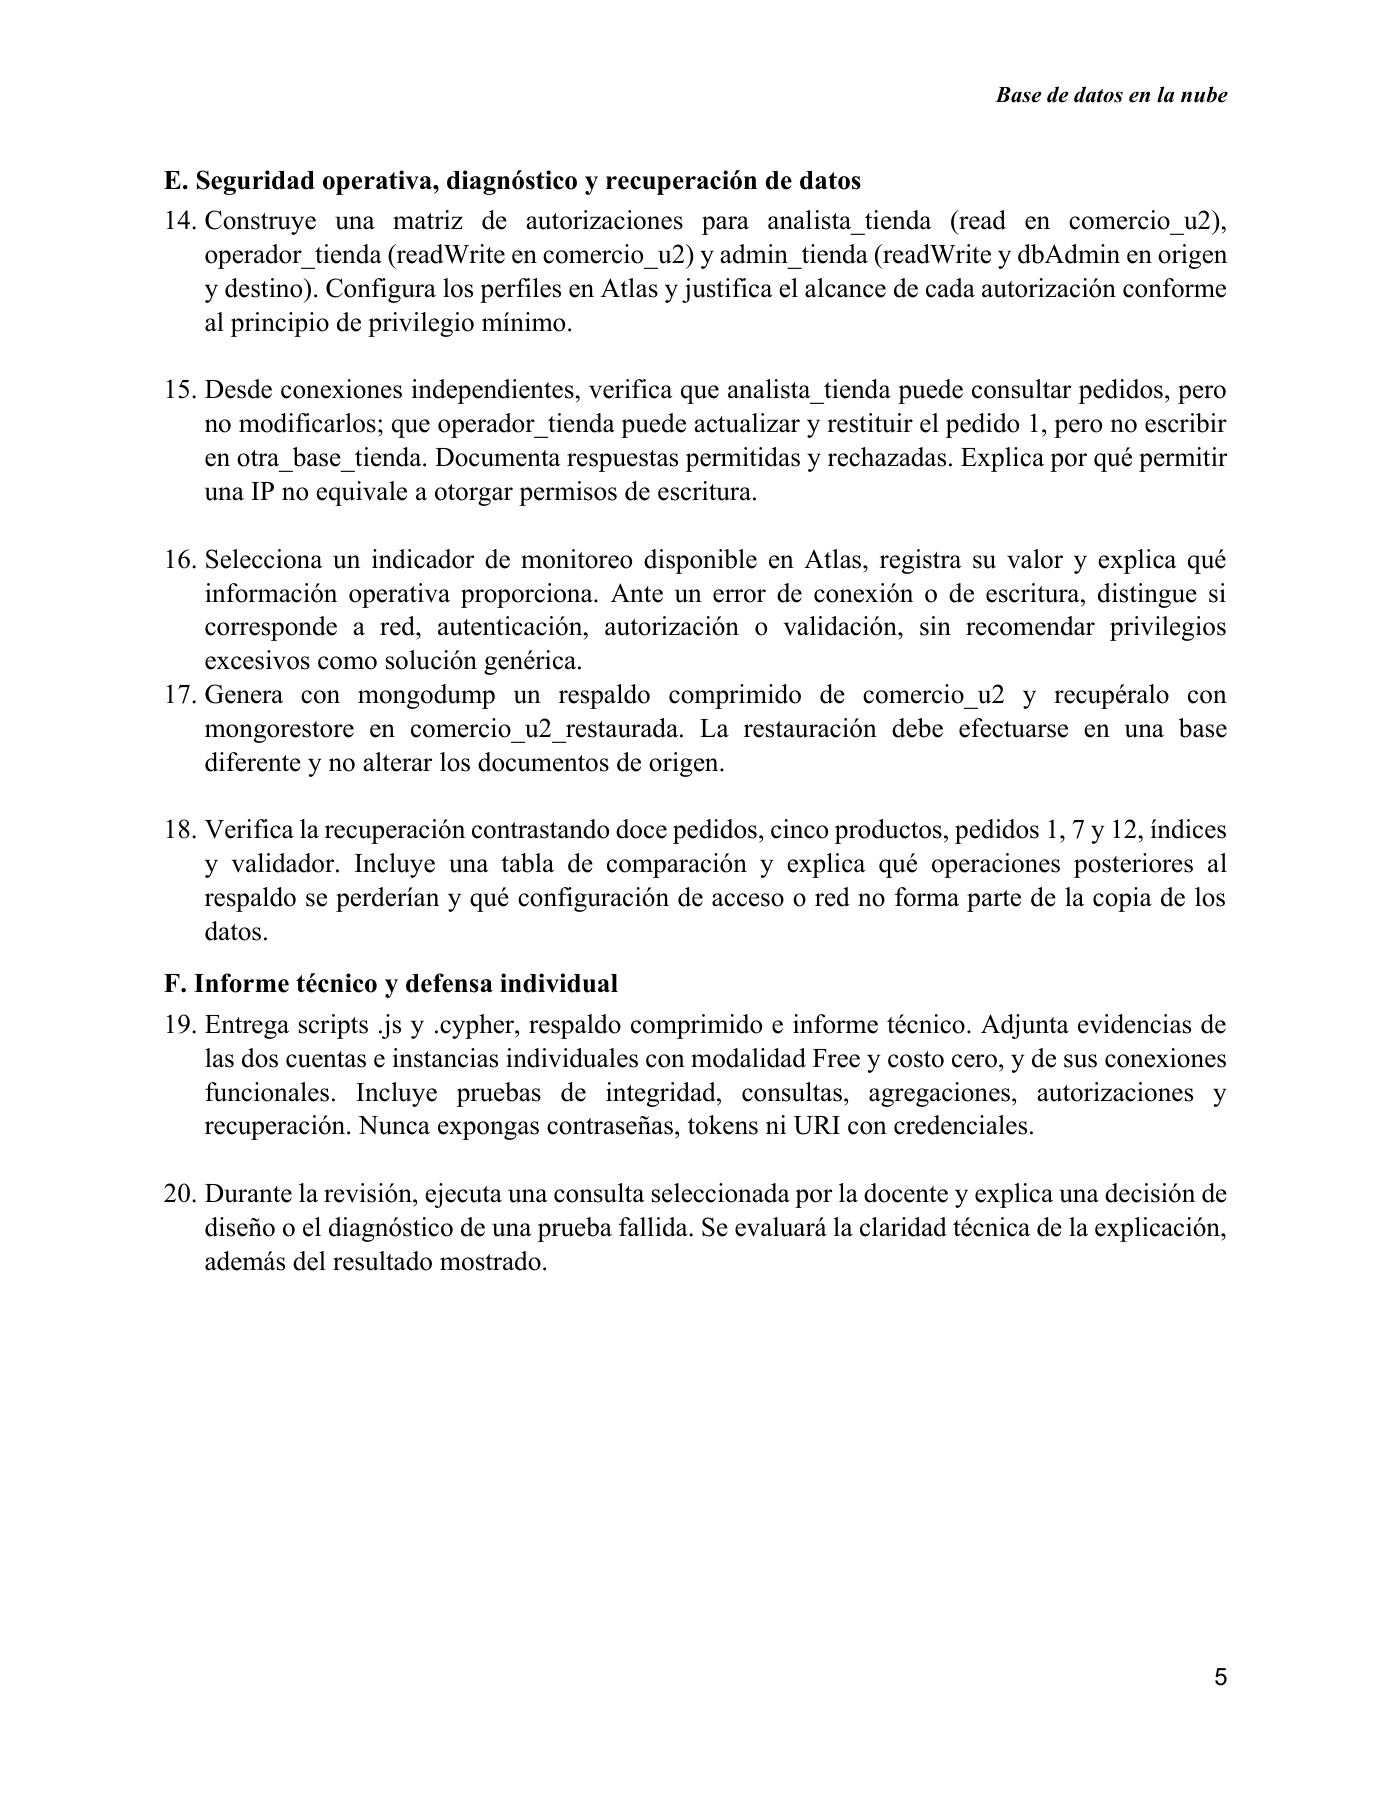 Base de datos en la nube
E. Seguridad operativa, diagnóstico y recuperación de datos
14. Construye una matriz de autorizaciones para analista_tienda (read en comercio_u2),
operador_tienda (readWrite en comercio_u2) y admin_tienda (readWrite y dbAdmin en origen
y destino). Configura los perfiles en Atlas y justifica el alcance de cada autorización conforme
al principio de privilegio mínimo.
15. Desde conexiones independientes, verifica que analista_tienda puede consultar pedidos, pero
no modificarlos; que operador_tienda puede actualizar y restituir el pedido 1, pero no escribir
en otra_base_tienda. Documenta respuestas permitidas y rechazadas. Explica por qué permitir
una IP no equivale a otorgar permisos de escritura.
16. Selecciona un indicador de monitoreo disponible en Atlas, registra su valor y explica qué
información operativa proporciona. Ante un error de conexión o de escritura, distingue si
corresponde a red, autenticación, autorización o validación, sin recomendar privilegios
excesivos como solución genérica.
17. Genera con mongodump un respaldo comprimido de comercio_u2 y recupéralo con
mongorestore en comercio_u2_restaurada. La restauración debe efectuarse en una base
diferente y no alterar los documentos de origen.
18. Verifica la recuperación contrastando doce pedidos, cinco productos, pedidos 1, 7 y 12, índices
y validador. Incluye una tabla de comparación y explica qué operaciones posteriores al
respaldo se perderían y qué configuración de acceso o red no forma parte de la copia de los
datos.
F. Informe técnico y defensa individual
19. Entrega scripts .js y .cypher, respaldo comprimido e informe técnico. Adjunta evidencias de
las dos cuentas e instancias individuales con modalidad Free y costo cero, y de sus conexiones
funcionales. Incluye pruebas de integridad, consultas, agregaciones, autorizaciones y
recuperación. Nunca expongas contraseñas, tokens ni URI con credenciales.
20. Durante la revisión, ejecuta una consulta seleccionada por la docente y explica una decisión de
diseño o el diagnóstico de una prueba fallida. Se evaluará la claridad técnica de la explicación,
además del resultado mostrado.
5